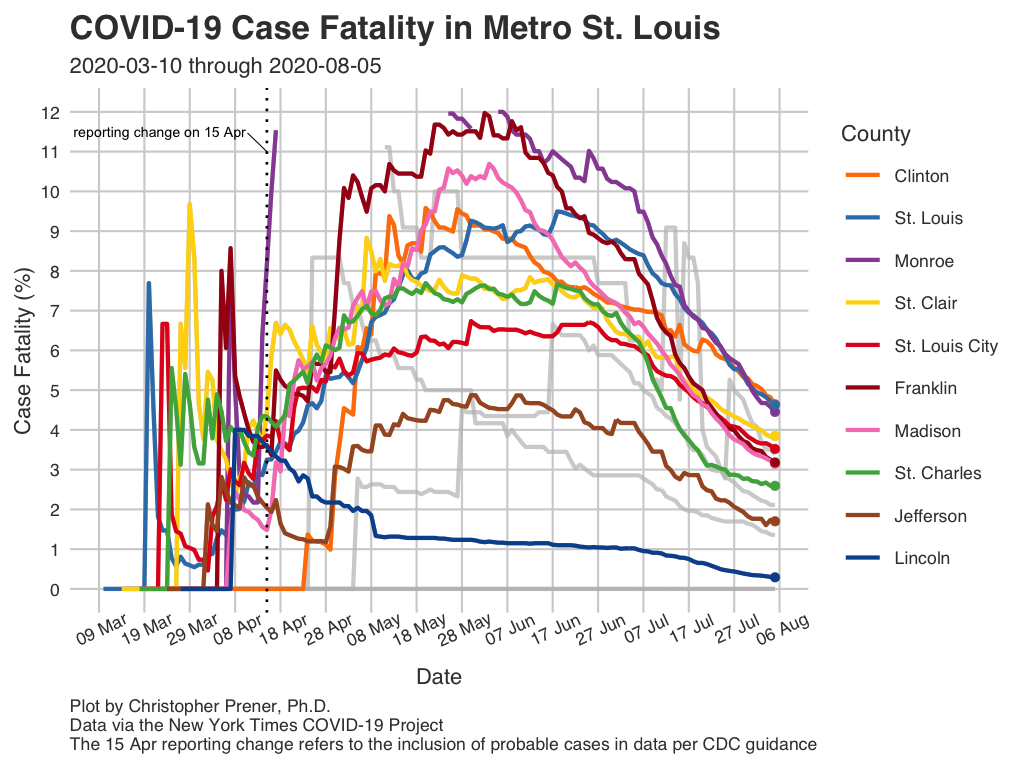 COVID-19 Case Fatality in Metro St. Louis
2020-03-10 through 2020-08-05
reporting change on 15 Apr
Case Fatality (%)
12
11
10
9
8
7
6
5
4
3
2
1
0
09 Mar
19 Mar
29 Mar
08 Apr
18 Apr
28 Apr
08 May
18 May
28 May
07 Jun
17 Jun
27 Jun
07 Jul
17 Jul
27 Jul
06 Aug
Date
County
Clinton
St. Louis
Monroe
St. Clair
St. Louis City
Franklin
Madison
St. Charles
Jefferson
Lincoln
Plot by Christopher Prener, Ph.D.
Data via the New York Times COVID-19 Project
The 15 Apr reporting change refers to the inclusion of probable cases in data per CDC guidance